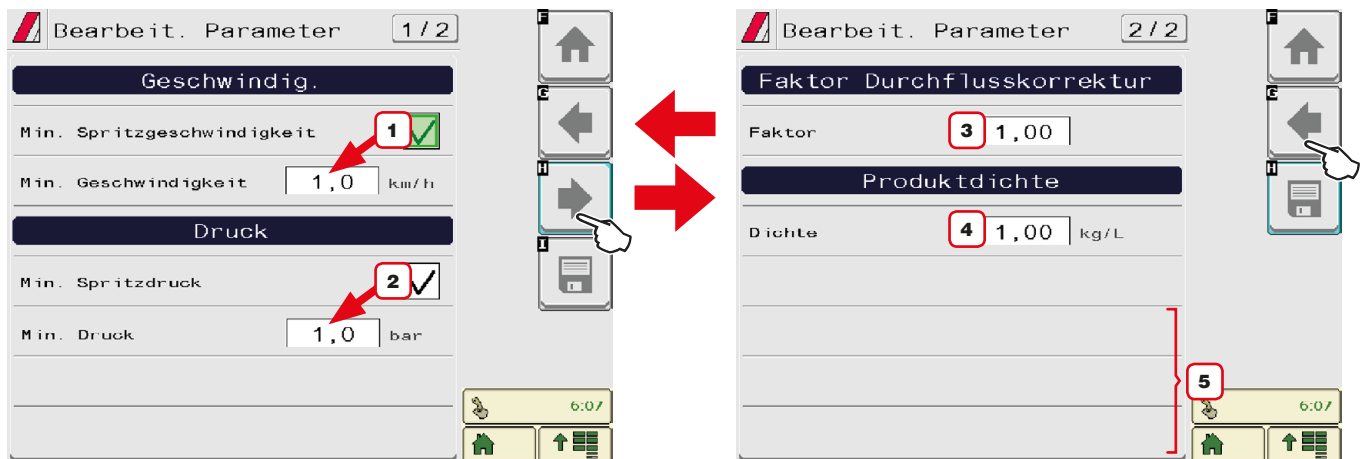 Bearbeit. Parameter 1/2
Geschwindig.
Min. Spritzgeschwindigkeit 1
Min. Geschwindigkeit 1,0 km/h
Druck
Min. Spritzdruck 2
Min. Druck 1,0 bar
F
G
H
I
6:07
Bearbeit. Parameter 2/2
Faktor Durchflusskorrektur
Faktor 3 1,00
Produktdichte
Dichte 4 1,00 kg/L
5
F
G
H
6:07